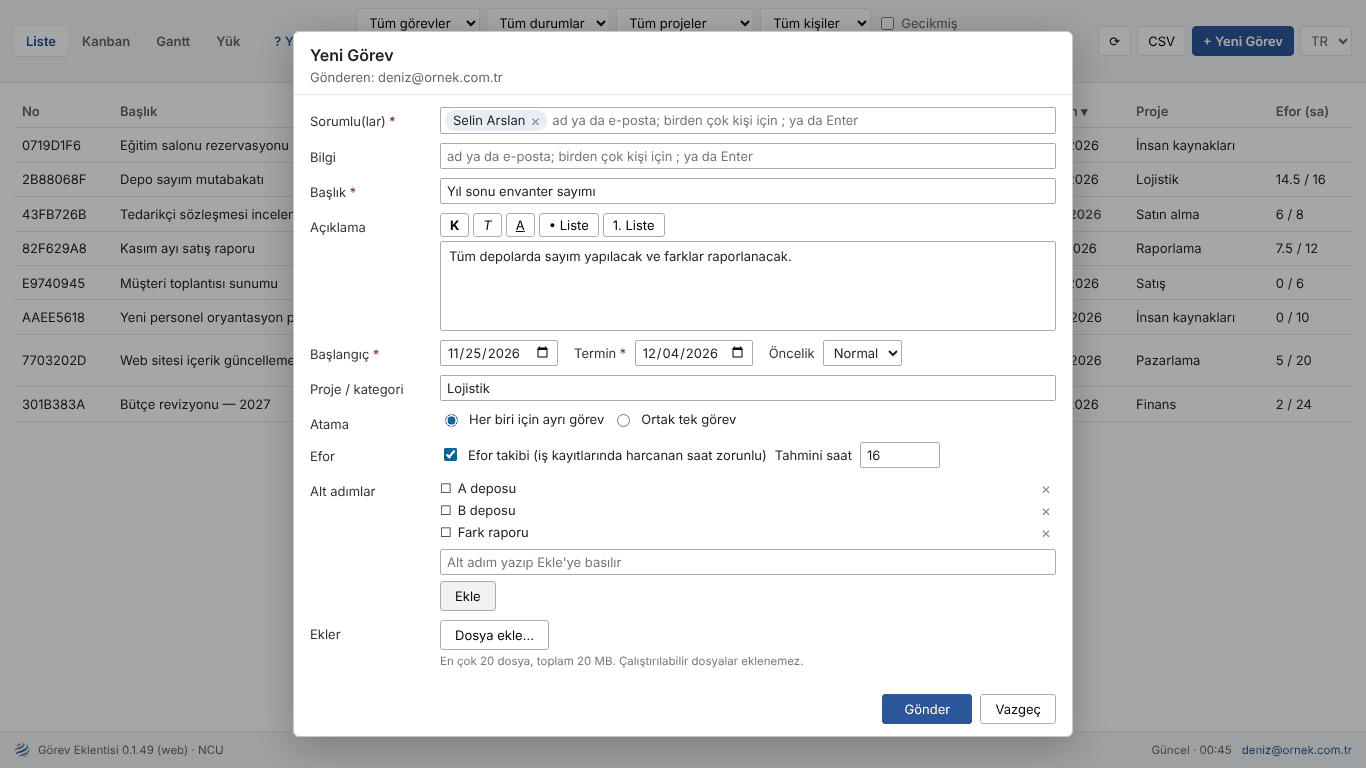 Tüm görevler Tüm durumlar Tüm projeler Tüm kişiler Gecikmiş
Liste Kanban Gantt Yük ? Y ⟳ CSV + Yeni Görev TR
Yeni Görev
Gönderen: deniz@ornek.com.tr
No Başlık ▾ Proje Efor (sa)
0719D1F6 Eğitim salonu rezervasyonu 2026 İnsan kaynakları
2B88068F Depo sayım mutabakatı 2026 Lojistik 14.5 / 16
43FB726B Tedarikçi sözleşmesi incelen 2026 Satın alma 6 / 8
82F629A8 Kasım ayı satış raporu 2026 Raporlama 7.5 / 12
E9740945 Müşteri toplantısı sunumu 2026 Satış 0 / 6
AAEE5618 Yeni personel oryantasyon p 2026 İnsan kaynakları 0 / 10
7703202D Web sitesi içerik güncelleme 2026 Pazarlama 5 / 20
301B383A Bütçe revizyonu — 2027 2026 Finans 2 / 24
Sorumlu(lar) * Selin Arslan × ad ya da e-posta; birden çok kişi için ; ya da Enter
Bilgi ad ya da e-posta; birden çok kişi için ; ya da Enter
Başlık * Yıl sonu envanter sayımı
Açıklama K T A • Liste 1. Liste
Tüm depolarda sayım yapılacak ve farklar raporlanacak.
Başlangıç * 11/25/2026 Termin * 12/04/2026 Öncelik Normal
Proje / kategori Lojistik
Atama Her biri için ayrı görev Ortak tek görev
Efor Efor takibi (iş kayıtlarında harcanan saat zorunlu) Tahmini saat 16
Alt adımlar ☐ A deposu ×
☐ B deposu ×
☐ Fark raporu ×
Alt adım yazıp Ekle'ye basılır
Ekle
Ekler Dosya ekle...
En çok 20 dosya, toplam 20 MB. Çalıştırılabilir dosyalar eklenemez.
Gönder Vazgeç
Görev Eklentisi 0.1.49 (web) · NCU Güncel · 00:45 deniz@ornek.com.tr